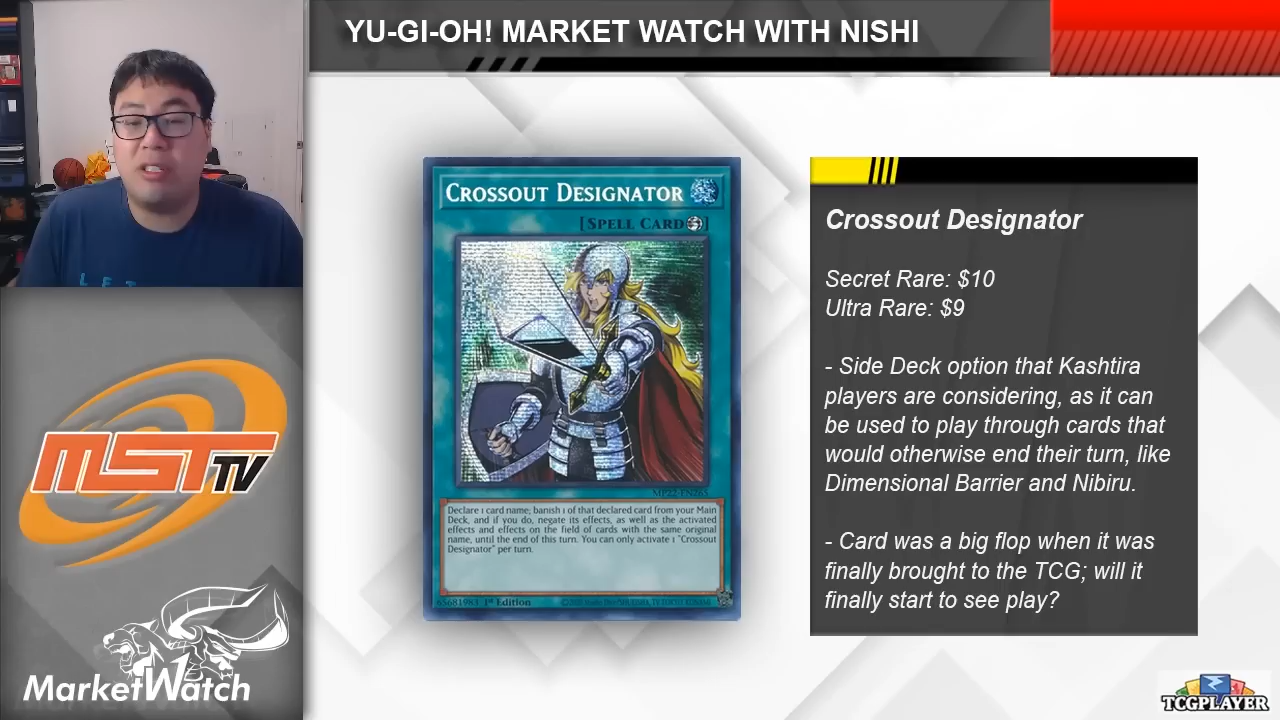 YU-GI-OH! MARKET WATCH WITH NISHI
MST TV
MarketWatch
CROSSOUT DESIGNATOR
[SPELL CARD]
MP22-EN265
Declare 1 card name; banish 1 of that declared card from your Main
Deck, and if you do, negate its effects, as well as the activated
effects and effects on the field of cards with the same original
name, until the end of this turn. You can only activate 1 "Crossout
Designator" per turn.
65681983 1st Edition
Crossout Designator
Secret Rare: $10
Ultra Rare: $9
- Side Deck option that Kashtira
players are considering, as it can
be used to play through cards that
would otherwise end their turn, like
Dimensional Barrier and Nibiru.
- Card was a big flop when it was
finally brought to the TCG; will it
finally start to see play?
TCGPLAYER